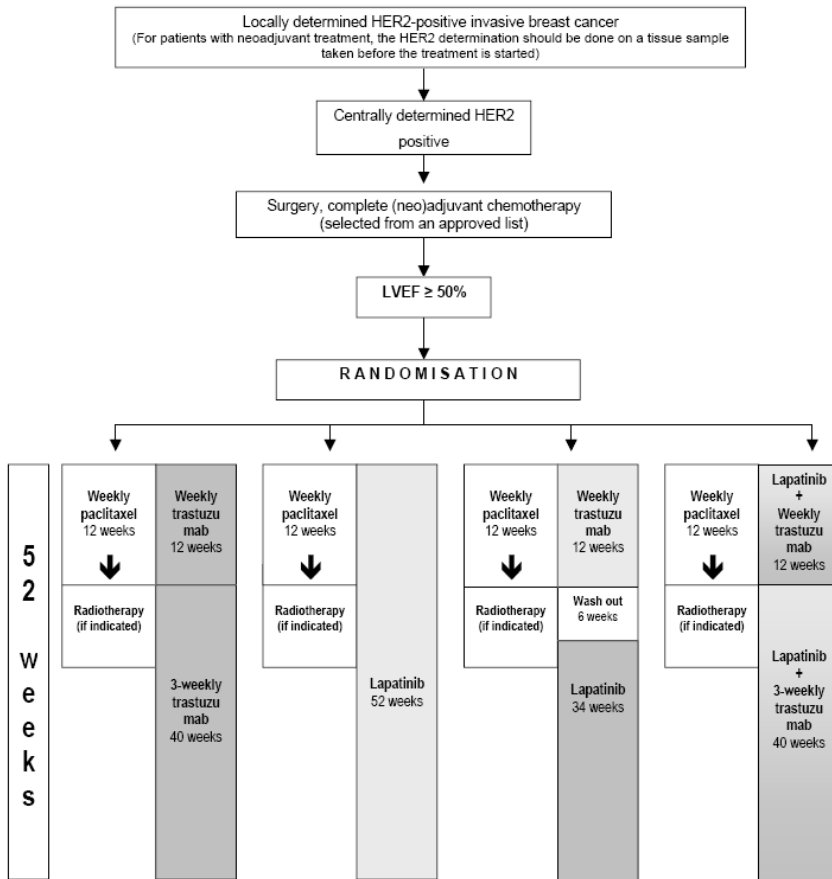 Locally determined HER2-positive invasive breast cancer
(For patients with neoadjuvant treatment, the HER2 determination should be done on a tissue sample
taken before the treatment is started)
Centrally determined HER2
positive
Surgery, complete (neo)adjuvant chemotherapy
(selected from an approved list)
LVEF ≥ 50%
RANDOMISATION
52 weeks
Weekly
paclitaxel
12 weeks
Radiotherapy
(if indicated)
Weekly
trastuzu
mab
12 weeks
3-weekly
trastuzu
mab
40 weeks
Weekly
paclitaxel
12 weeks
Radiotherapy
(if indicated)
Lapatinib
52 weeks
Weekly
paclitaxel
12 weeks
Radiotherapy
(if indicated)
Weekly
trastuzu
mab
12 weeks
Wash out
6 weeks
Lapatinib
34 weeks
Weekly
paclitaxel
12 weeks
Radiotherapy
(if indicated)
Lapatinib
+
Weekly
trastuzu
mab
12 weeks
Lapatinib
+
3-weekly
trastuzu
mab
40 weeks